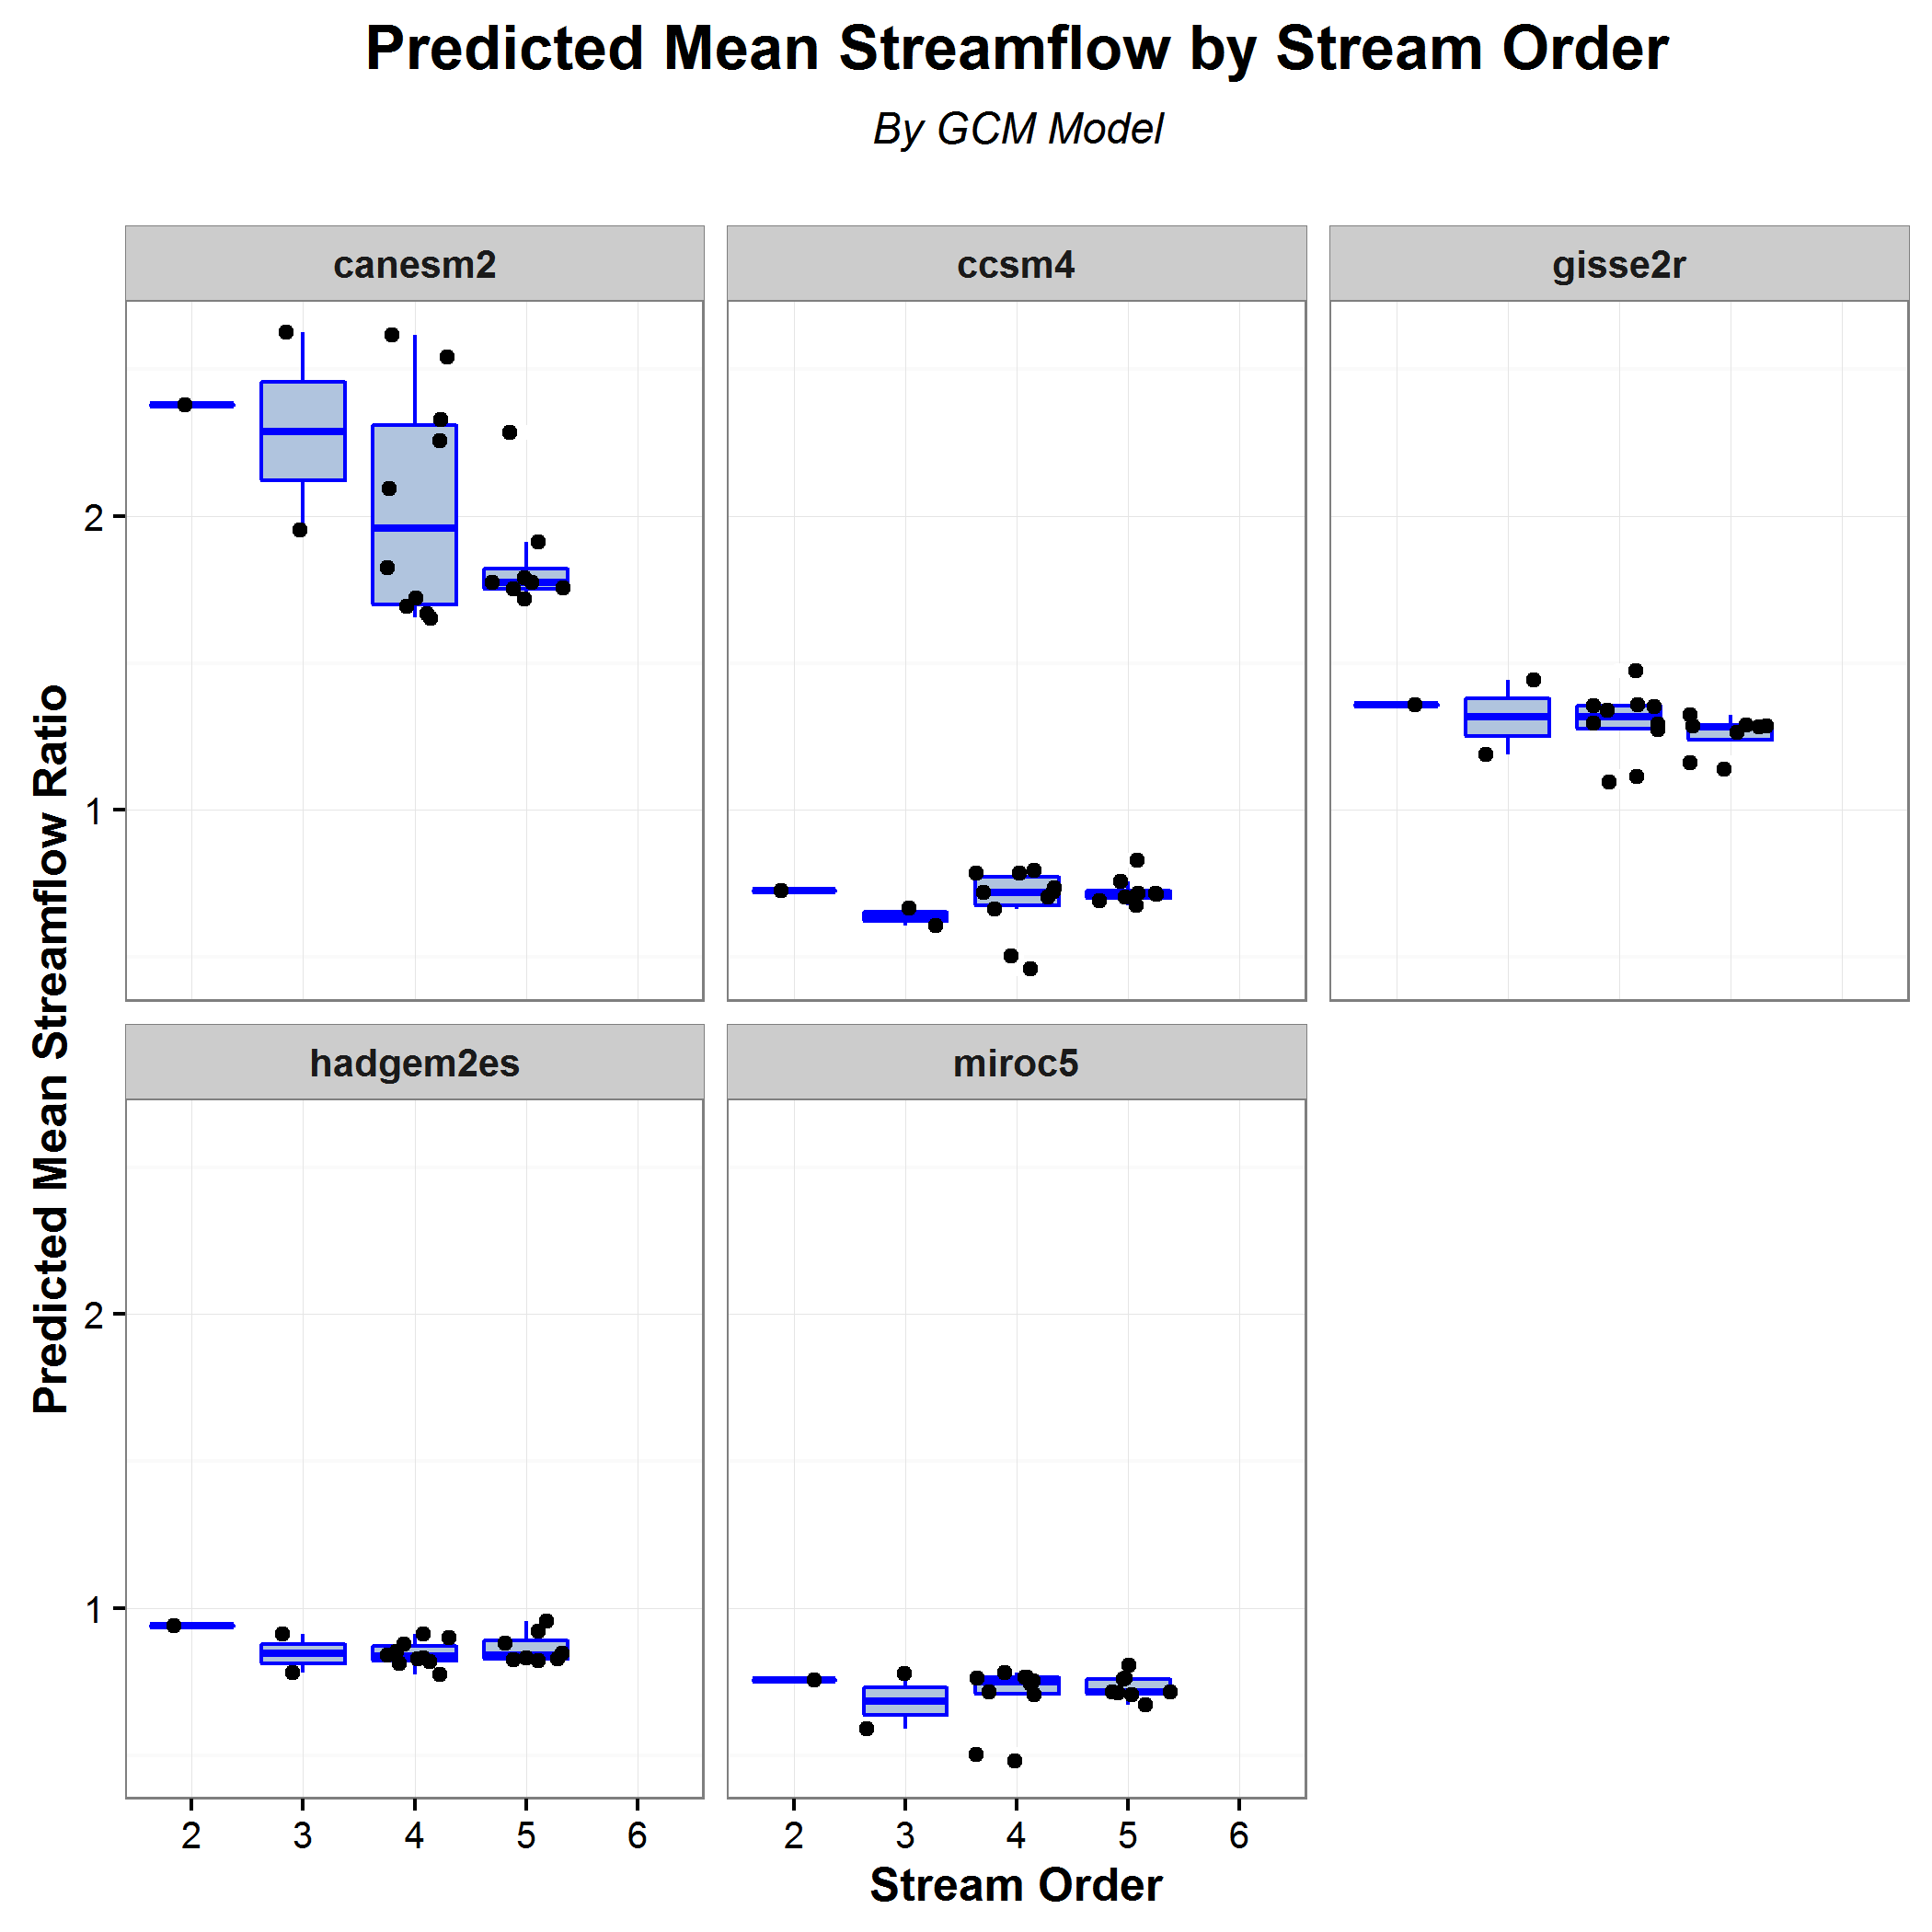 Predicted Mean Streamflow by Stream Order
By GCM Model
canesm2
ccsm4
gisse2r
2
1
hadgem2es
miroc5
2
1
Predicted Mean Streamflow Ratio
2 3 4 5 6
2 3 4 5 6
Stream Order